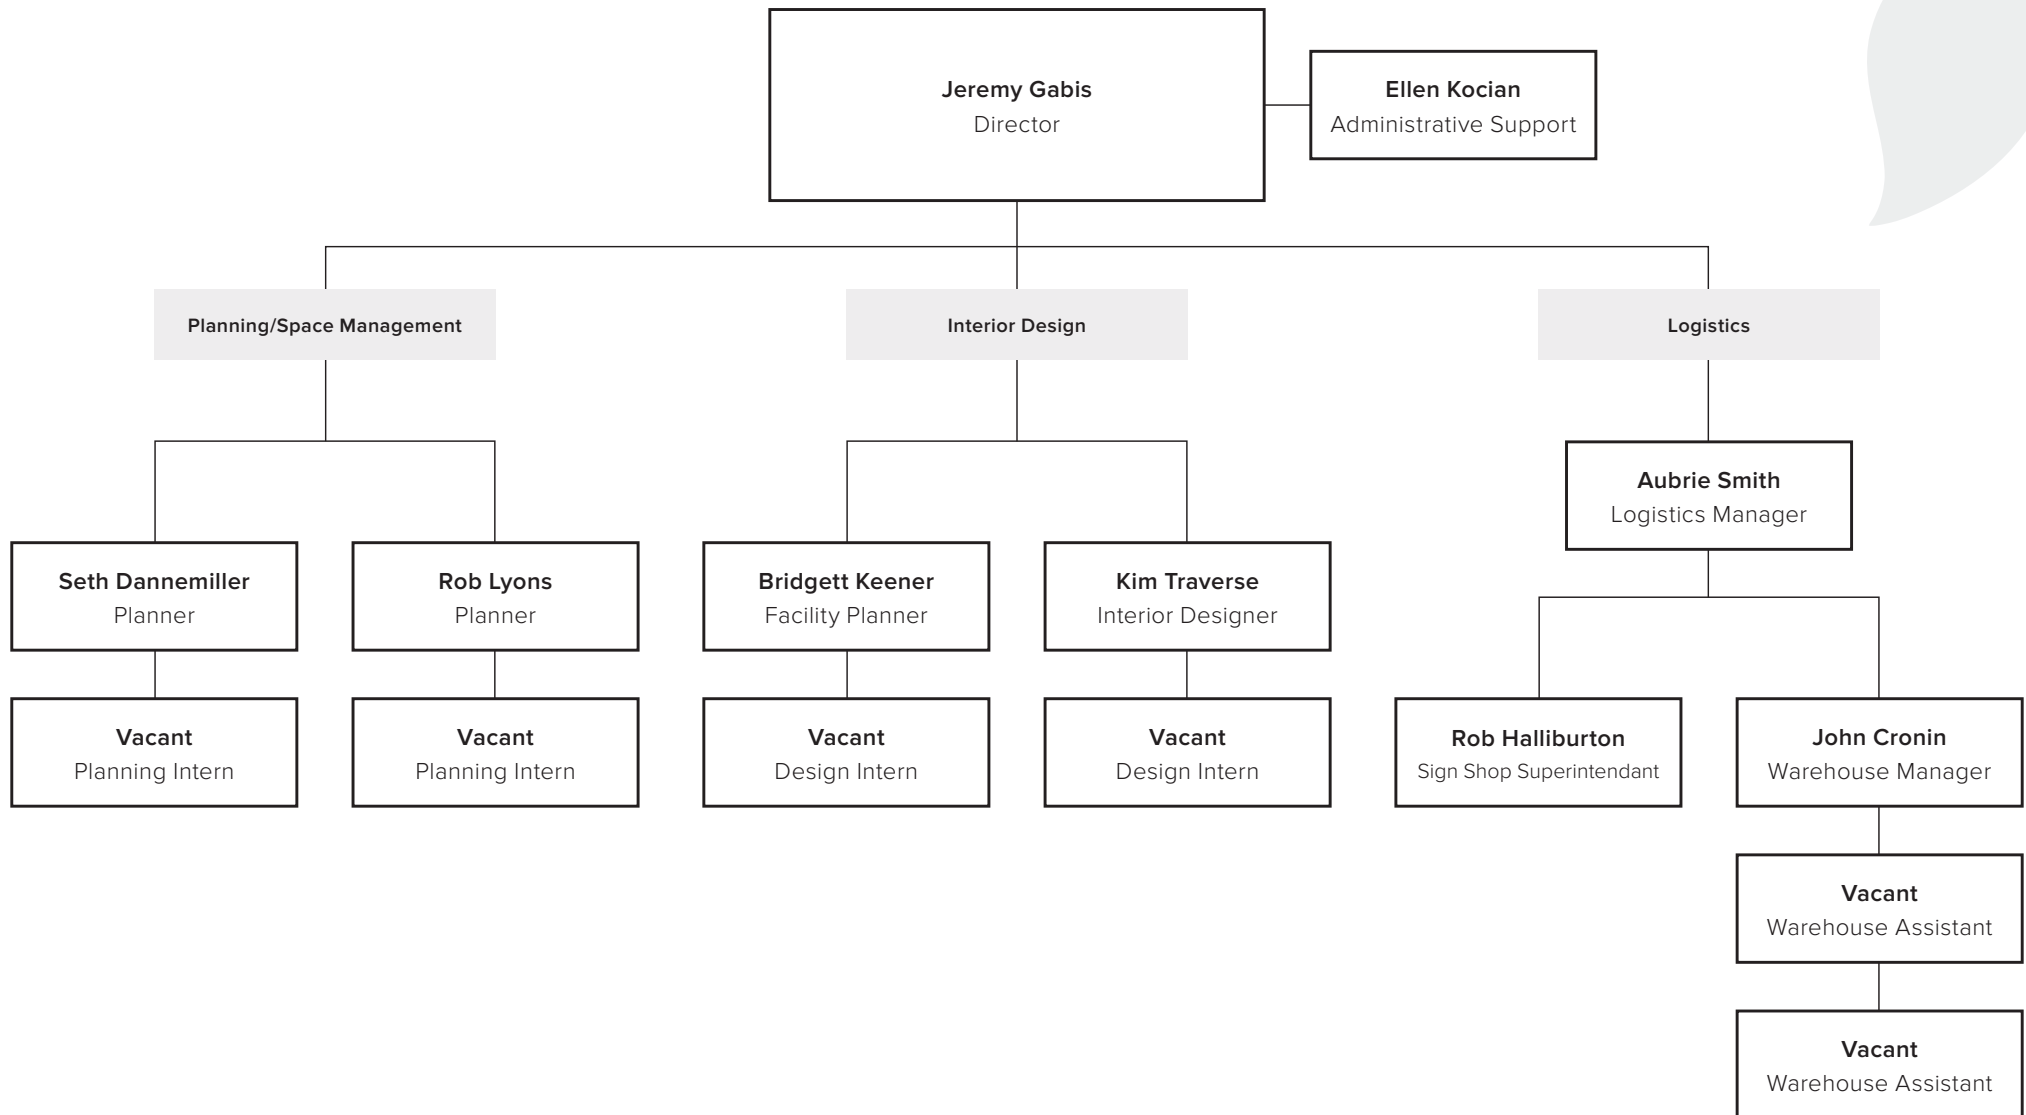 Jeremy Gabis
Director
Ellen Kocian
Administrative Support
Planning/Space Management
Interior Design
Logistics
Aubrie Smith
Logistics Manager
Seth Dannemiller
Planner
Rob Lyons
Planner
Bridgett Keener
Facility Planner
Kim Traverse
Interior Designer
Vacant
Planning Intern
Vacant
Planning Intern
Vacant
Design Intern
Vacant
Design Intern
Rob Halliburton
Sign Shop Superintendant
John Cronin
Warehouse Manager
Vacant
Warehouse Assistant
Vacant
Warehouse Assistant